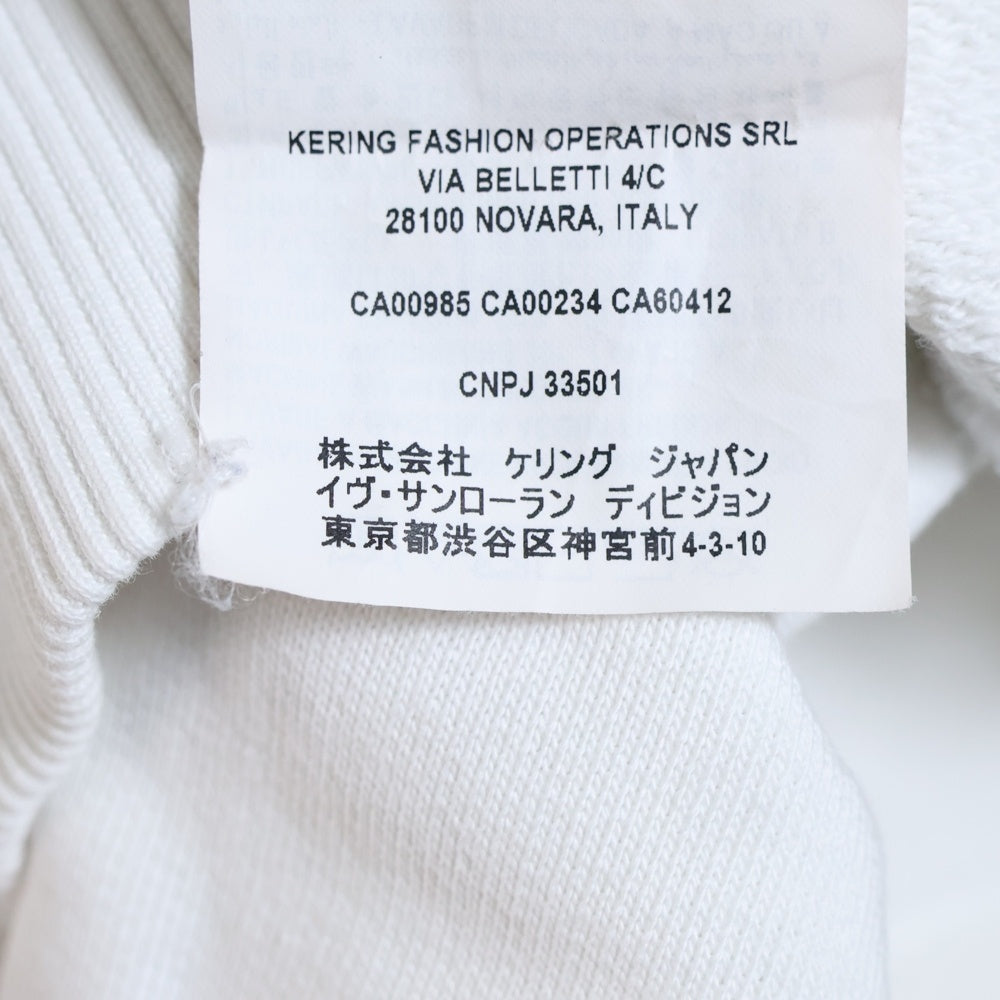 KERING FASHION OPERATIONS SRL
VIA BELLETTI 4/C
28100 NOVARA, ITALY
CA00985 CA00234 CA60412
CNPJ 33501
株式会社 ケリング ジャパン
イヴ・サンローラン ディビジョン
東京都渋谷区神宮前4-3-10